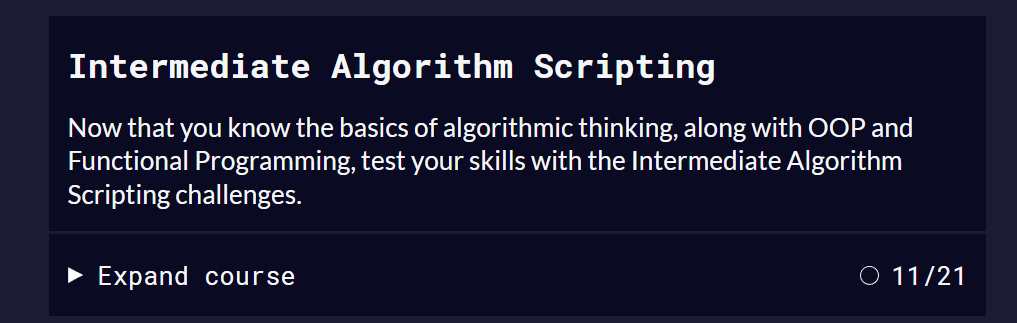 Intermediate Algorithm Scripting
Now that you know the basics of algorithmic thinking, along with OOP and
Functional Programming, test your skills with the Intermediate Algorithm
Scripting challenges.
Expand course 11/21